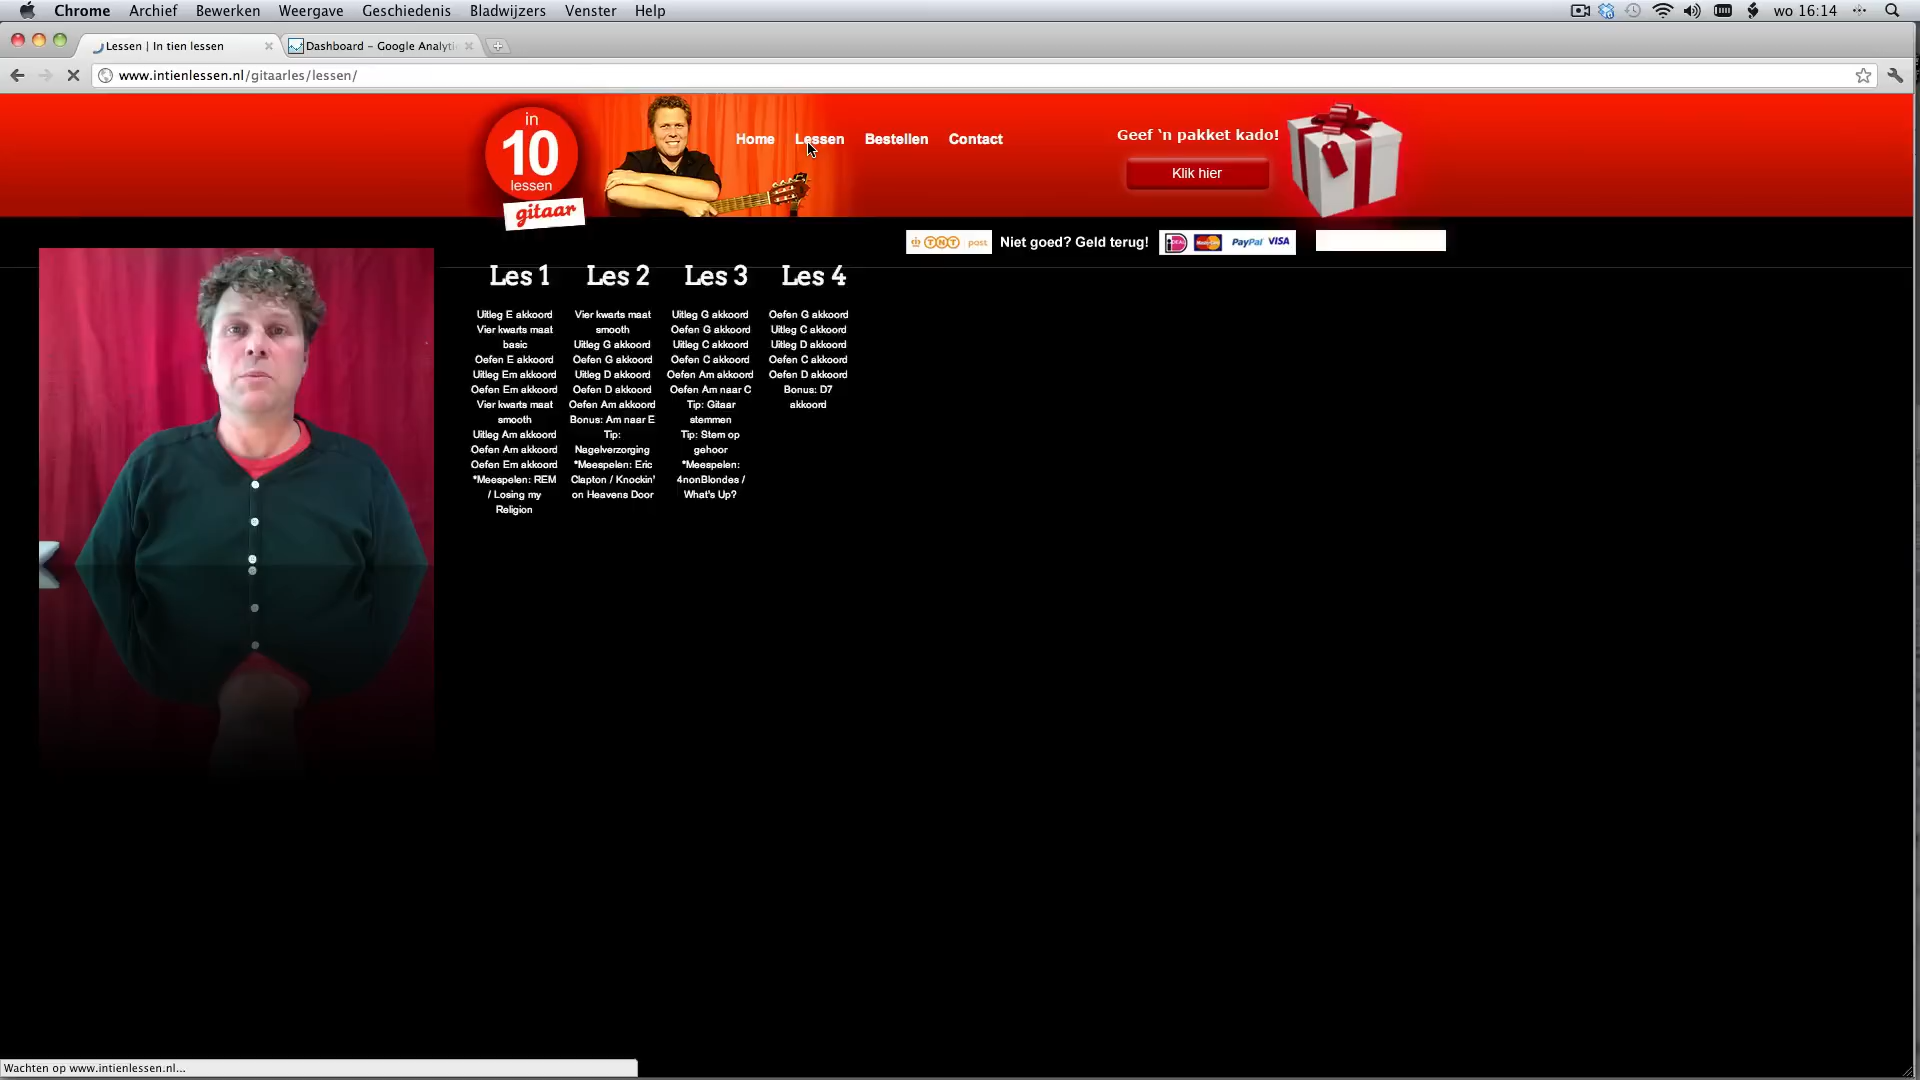 Chrome Archief Bewerken Weergave Geschiedenis Bladwijzers Venster Help
wo 16:14
Lessen | In tien lessen
Dashboard – Google Analyti
www.intienlessen.nl/gitaarles/lessen/
in
10
lessen
gitaar
Home Lessen Bestellen Contact
Geef 'n pakket kado!
Klik hier
TNT post
Niet goed? Geld terug!
iDEAL MasterCard PayPal VISA
Les 1
Uitleg E akkoord
Vier kwarts maat
basic
Oefen E akkoord
Uitleg Em akkoord
Oefen Em akkoord
Vier kwarts maat
smooth
Uitleg Am akkoord
Oefen Am akkoord
Oefen Em akkoord
*Meespelen: REM
/ Losing my
Religion
Les 2
Vier kwarts maat
smooth
Uitleg G akkoord
Oefen G akkoord
Uitleg D akkoord
Oefen D akkoord
Oefen Am akkoord
Bonus: Am naar E
Tip:
Nagelverzorging
*Meespelen: Eric
Clapton / Knockin'
on Heavens Door
Les 3
Uitleg G akkoord
Oefen G akkoord
Uitleg C akkoord
Oefen C akkoord
Oefen Am akkoord
Oefen Am naar C
Tip: Gitaar
stemmen
Tip: Stem op
gehoor
*Meespelen:
4nonBlondes /
What's Up?
Les 4
Oefen G akkoord
Uitleg C akkoord
Uitleg D akkoord
Oefen C akkoord
Oefen D akkoord
Bonus: D7
akkoord
Wachten op www.intienlessen.nl...